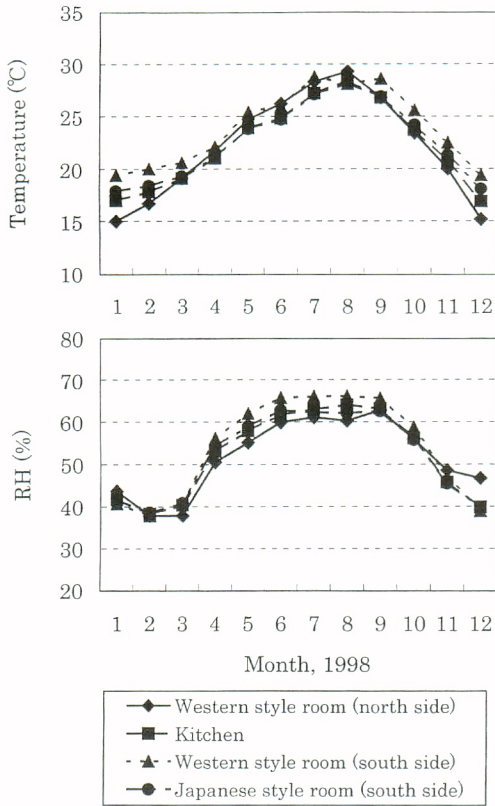 35
30
25
20
15
10
Temperature (℃)
1 2 3 4 5 6 7 8 9 10 11 12
80
70
60
50
40
30
20
RH (%)
1 2 3 4 5 6 7 8 9 10 11 12
Month, 1998
Western style room (north side)
Kitchen
Western style room (south side)
Japanese style room (south side)